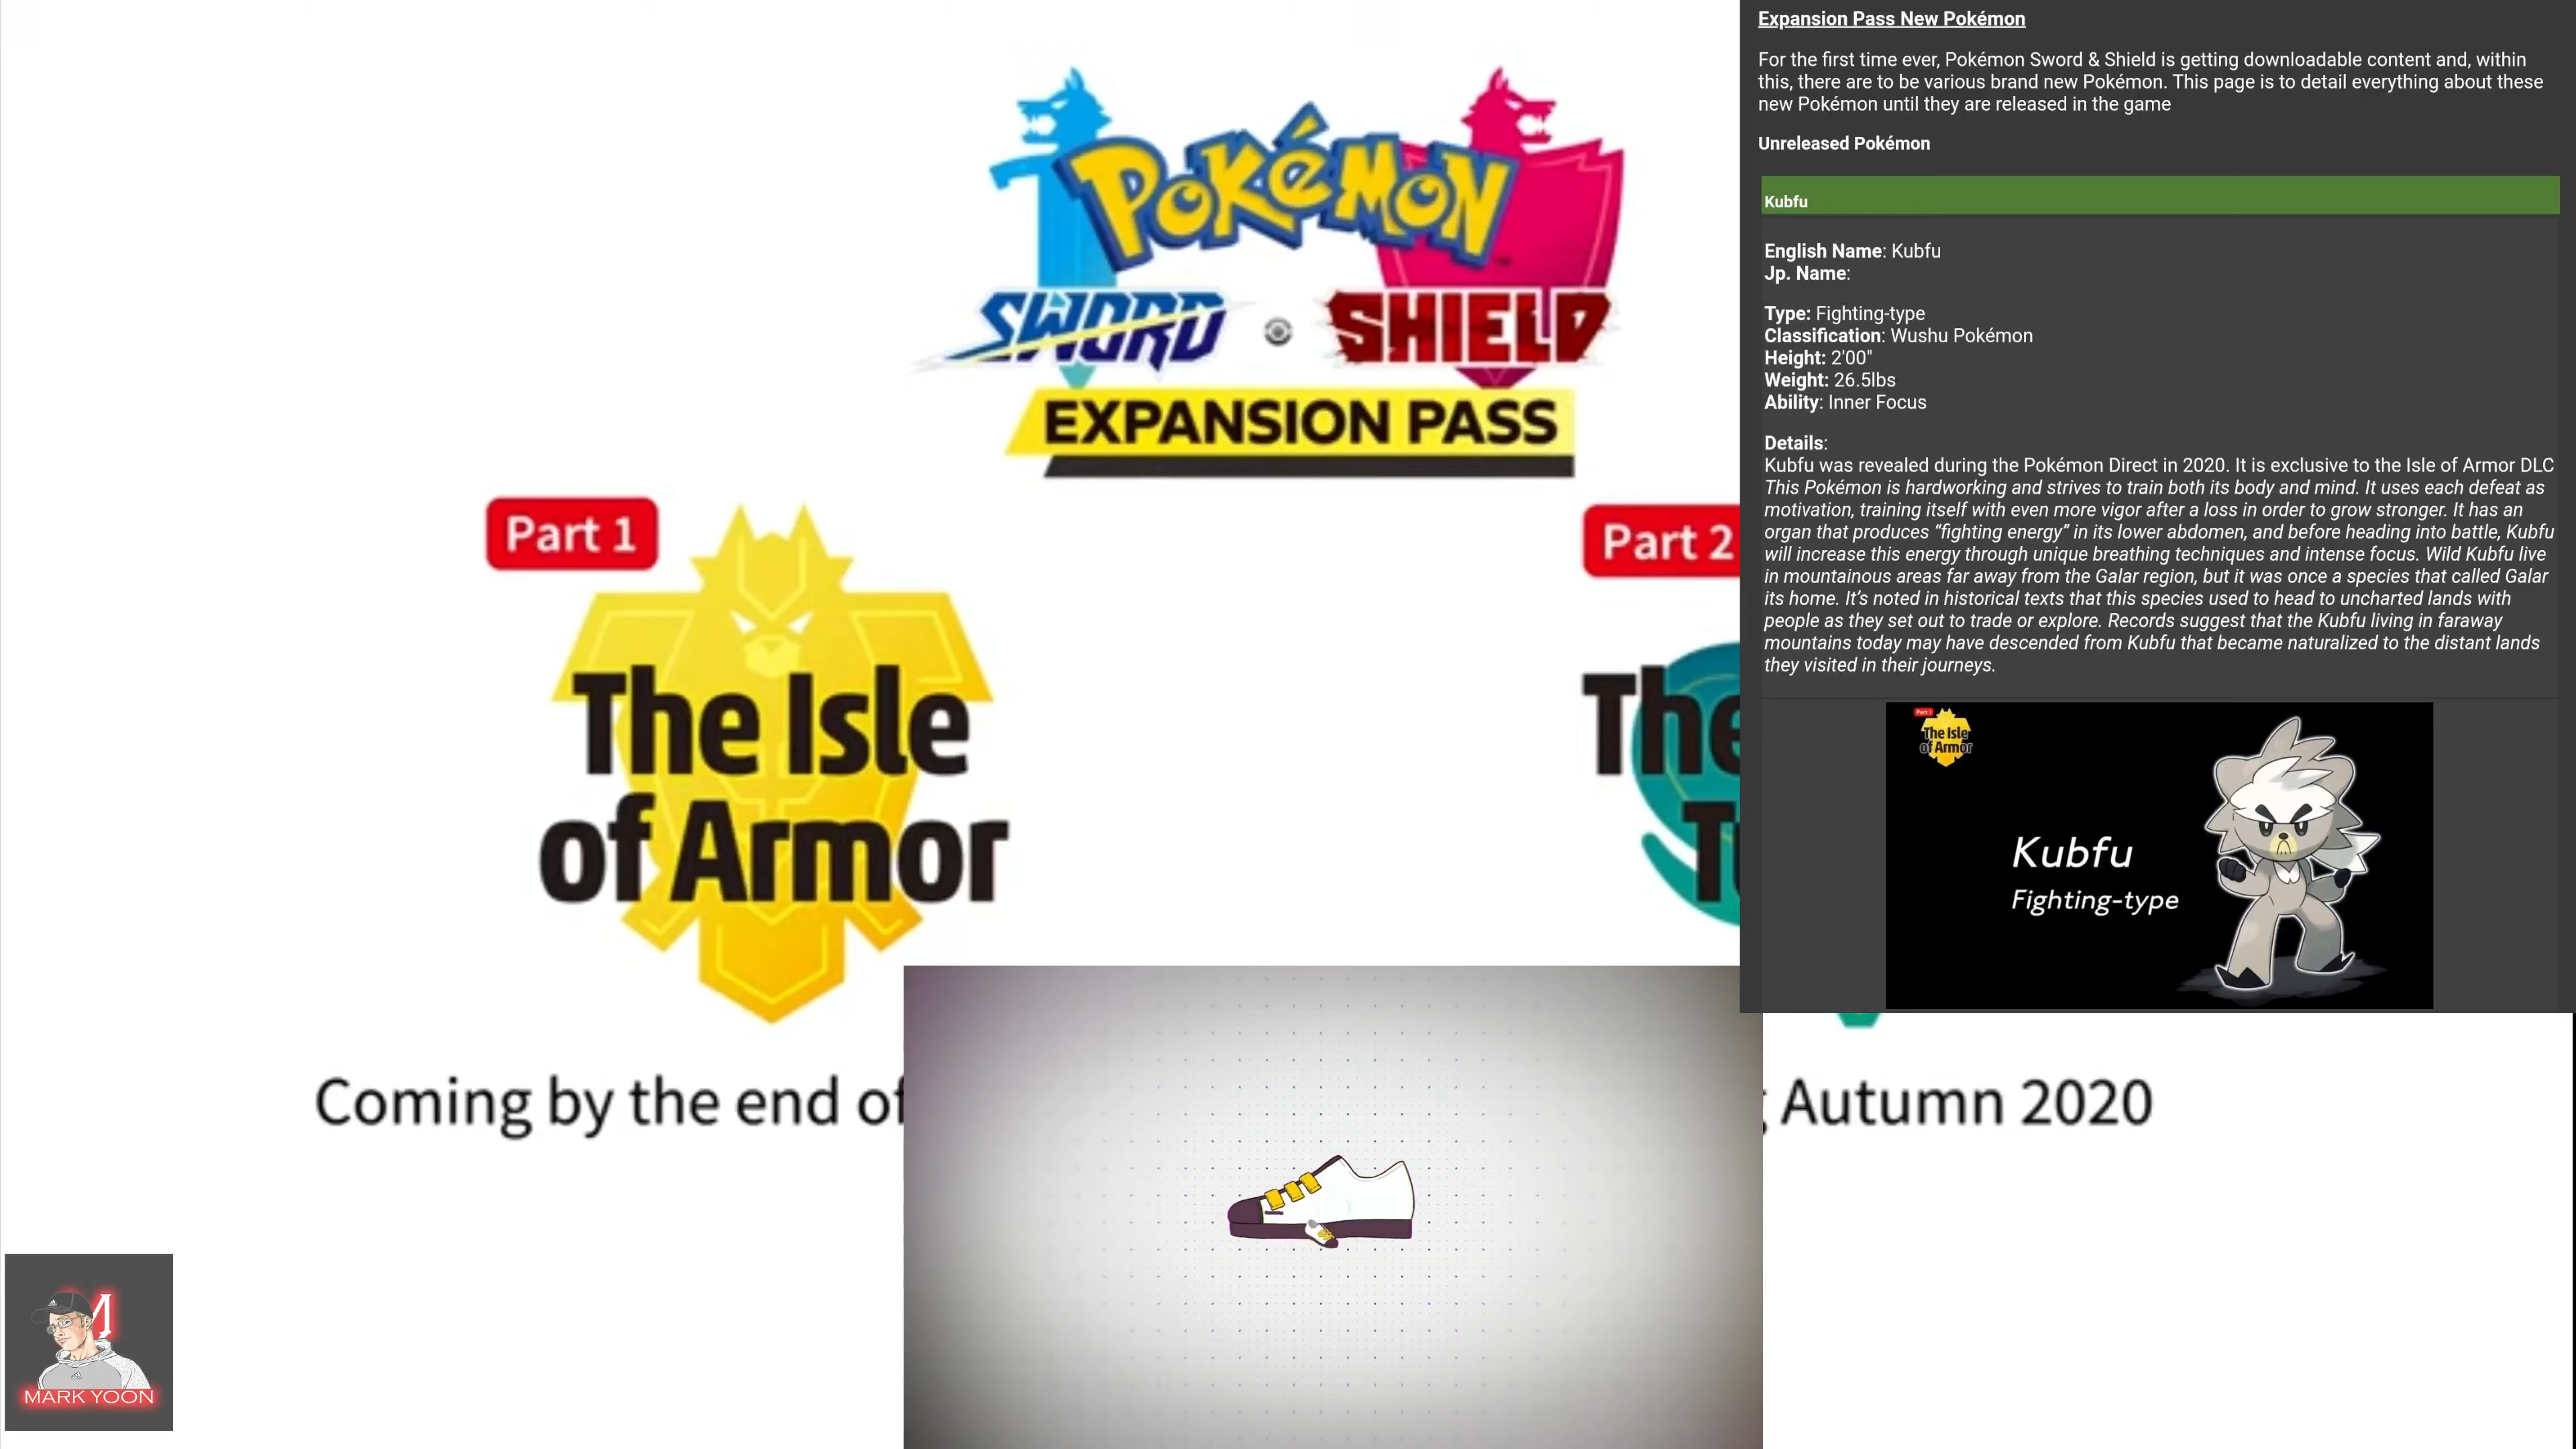 POKÉMON
SWORD SHIELD
EXPANSION PASS
Part 1
The Isle
of Armor
Coming by the end of
Part 2
The
Autumn 2020
MARK YOON
Expansion Pass New Pokémon
For the first time ever, Pokémon Sword & Shield is getting downloadable content and, within
this, there are to be various brand new Pokémon. This page is to detail everything about these
new Pokémon until they are released in the game
Unreleased Pokémon
Kubfu
English Name: Kubfu
Jp. Name:
Type: Fighting-type
Classification: Wushu Pokémon
Height: 2'00"
Weight: 26.5lbs
Ability: Inner Focus
Details:
Kubfu was revealed during the Pokémon Direct in 2020. It is exclusive to the Isle of Armor DLC
This Pokémon is hardworking and strives to train both its body and mind. It uses each defeat as
motivation, training itself with even more vigor after a loss in order to grow stronger. It has an
organ that produces “fighting energy” in its lower abdomen, and before heading into battle, Kubfu
will increase this energy through unique breathing techniques and intense focus. Wild Kubfu live
in mountainous areas far away from the Galar region, but it was once a species that called Galar
its home. It’s noted in historical texts that this species used to head to uncharted lands with
people as they set out to trade or explore. Records suggest that the Kubfu living in faraway
mountains today may have descended from Kubfu that became naturalized to the distant lands
they visited in their journeys.
Part 1
The Isle
of Armor
Kubfu
Fighting-type